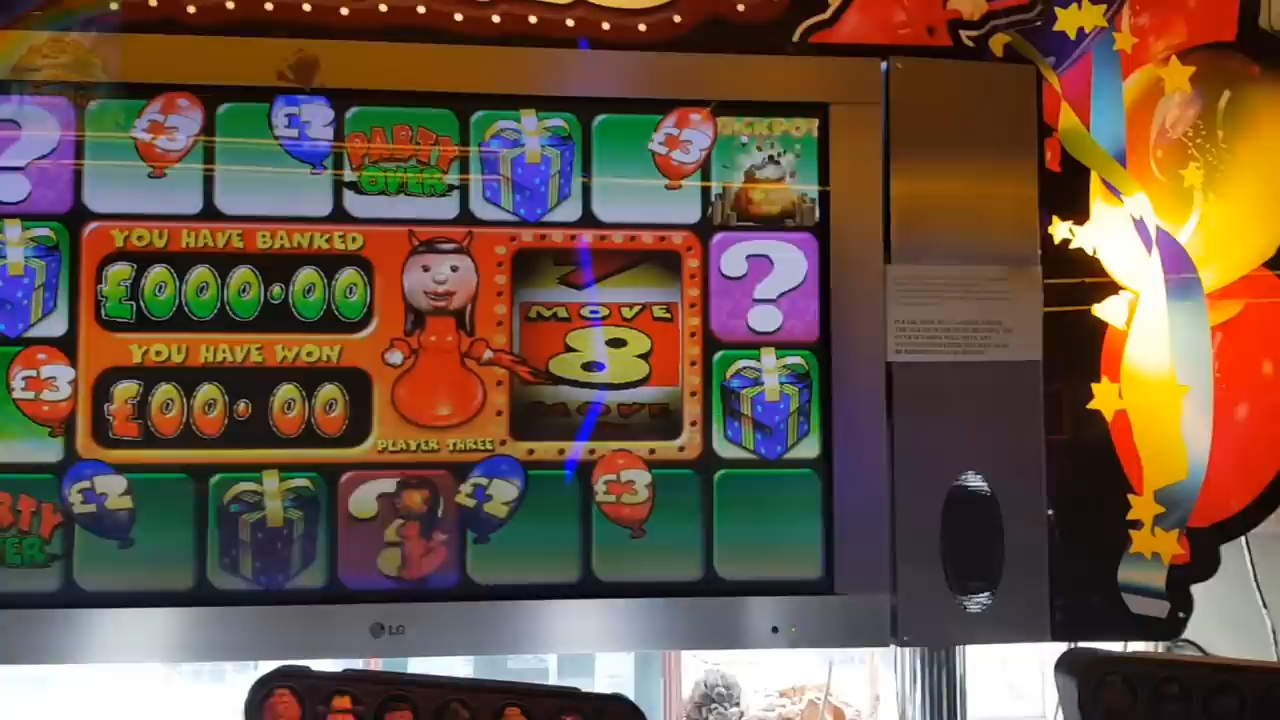 ?
£3
£2
PARTY
OVER
£3
JACKPOT
YOU HAVE BANKED
£000.00
MOVE
8
MOVE
?
YOU HAVE WON
£00.00
PLAYER THREE
£3
£2
?
£2
£3
LG